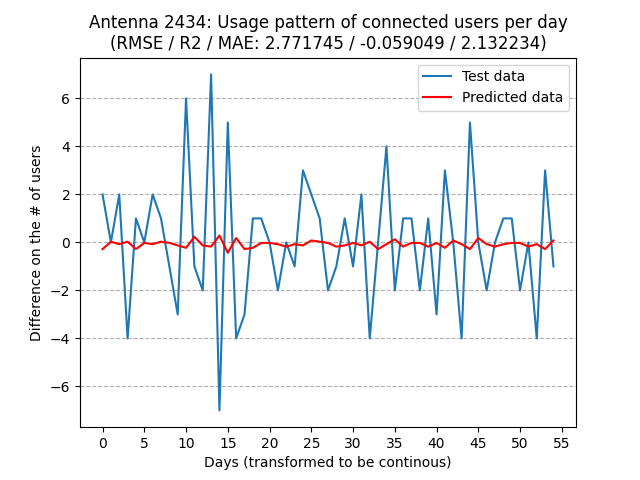 Antenna 2434: Usage pattern of connected users per day
(RMSE / R2 / MAE: 2.771745 / -0.059049 / 2.132234)
Test data
Predicted data
Difference on the # of users
6
4
2
0
−2
−4
−6
0 5 10 15 20 25 30 35 40 45 50 55
Days (transformed to be continous)